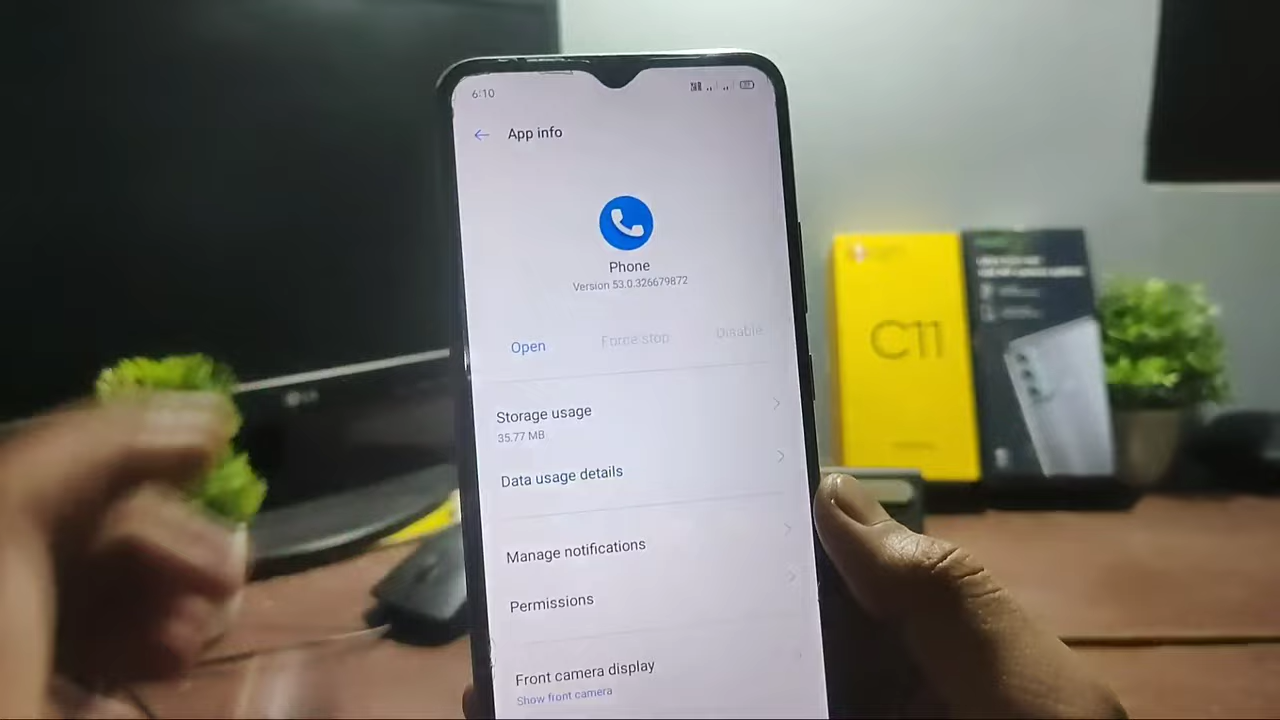 6:10
App info
Phone
Version 53.0.326679872
Open
Force stop
Disable
Storage usage
35.77 MB
Data usage details
Manage notifications
Permissions
Front camera display
Show front camera
C11
LG